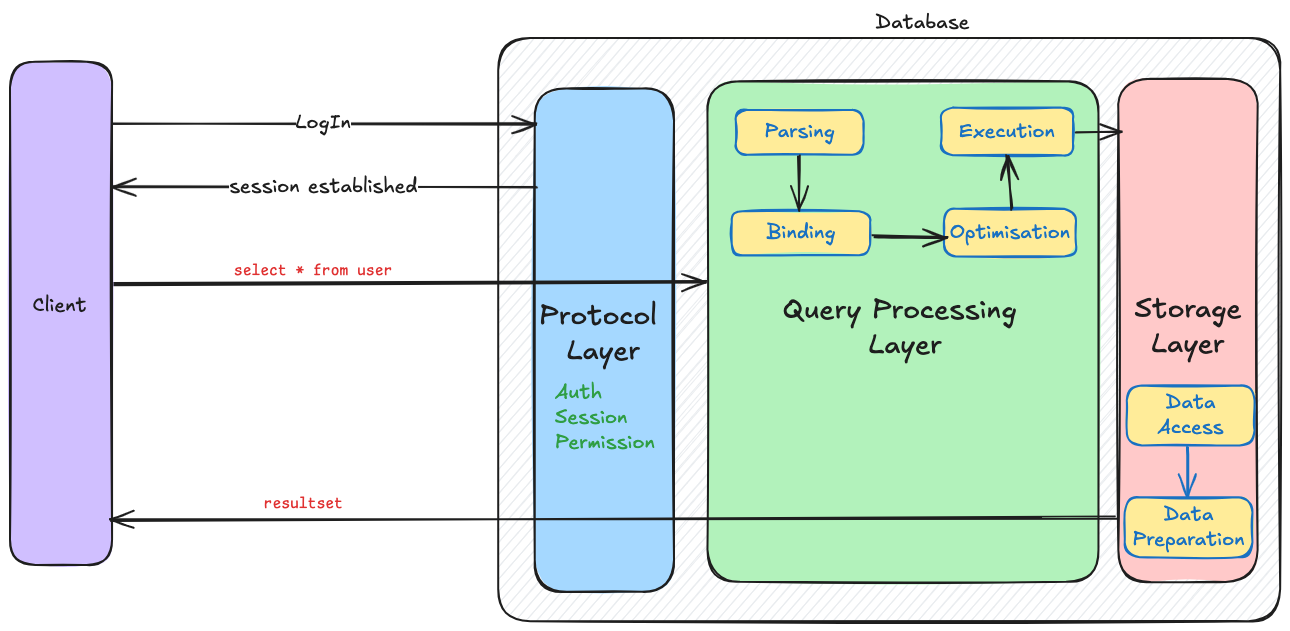 Database
LogIn
session established
select * from user
Client
resultset
Protocol
Layer
Auth
Session
Permission
Parsing
Execution
Binding
Optimisation
Query Processing
Layer
Storage
Layer
Data
Access
Data
Preparation